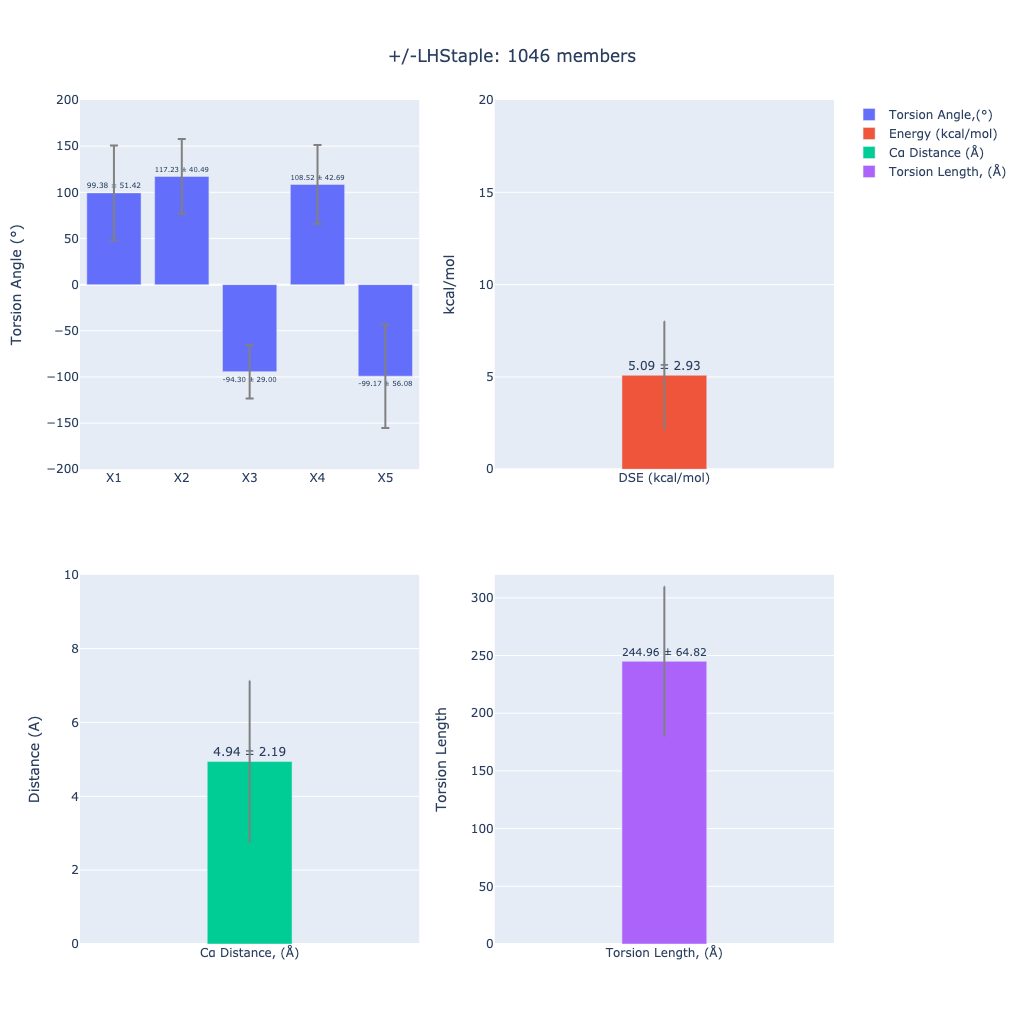 +/-LHStaple: 1046 members
Torsion Angle (°)
200
150
100
50
0
−50
−100
−150
−200
99.38 ± 51.42
117.23 ± 40.49
-94.30 ± 29.00
108.52 ± 42.69
-99.17 ± 56.08
X1
X2
X3
X4
X5
kcal/mol
20
15
10
5
0
5.09 ± 2.93
DSE (kcal/mol)
Torsion Angle,(°)
Energy (kcal/mol)
Cα Distance (Å)
Torsion Length, (Å)
Distance (A)
10
8
6
4
2
0
4.94 ± 2.19
Cα Distance, (Å)
Torsion Length
300
250
200
150
100
50
0
244.96 ± 64.82
Torsion Length, (Å)